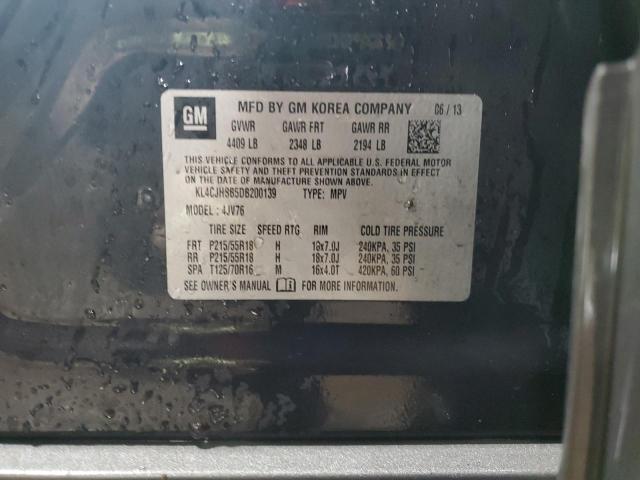 GM
MFD BY GM KOREA COMPANY 06 / 13
GVWR GAWR FRT GAWR RR
4409 LB 2348 LB 2194 LB
THIS VEHICLE CONFORMS TO ALL APPLICABLE U.S. FEDERAL MOTOR
VEHICLE SAFETY AND THEFT PREVENTION STANDARDS IN EFFECT
ON THE DATE OF MANUFACTURE SHOWN ABOVE.
KL4CJHSB5DB200139 TYPE: MPV
MODEL : 4JV76
TIRE SIZE SPEED RTG RIM COLD TIRE PRESSURE
FRT P215/55R18 H 18x7.0J 240KPA, 35 PSI
RR P215/55R18 H 18x7.0J 240KPA, 35 PSI
SPA T125/70R16 M 16x4.0T 420KPA, 60 PSI
SEE OWNER'S MANUAL FOR MORE INFORMATION.